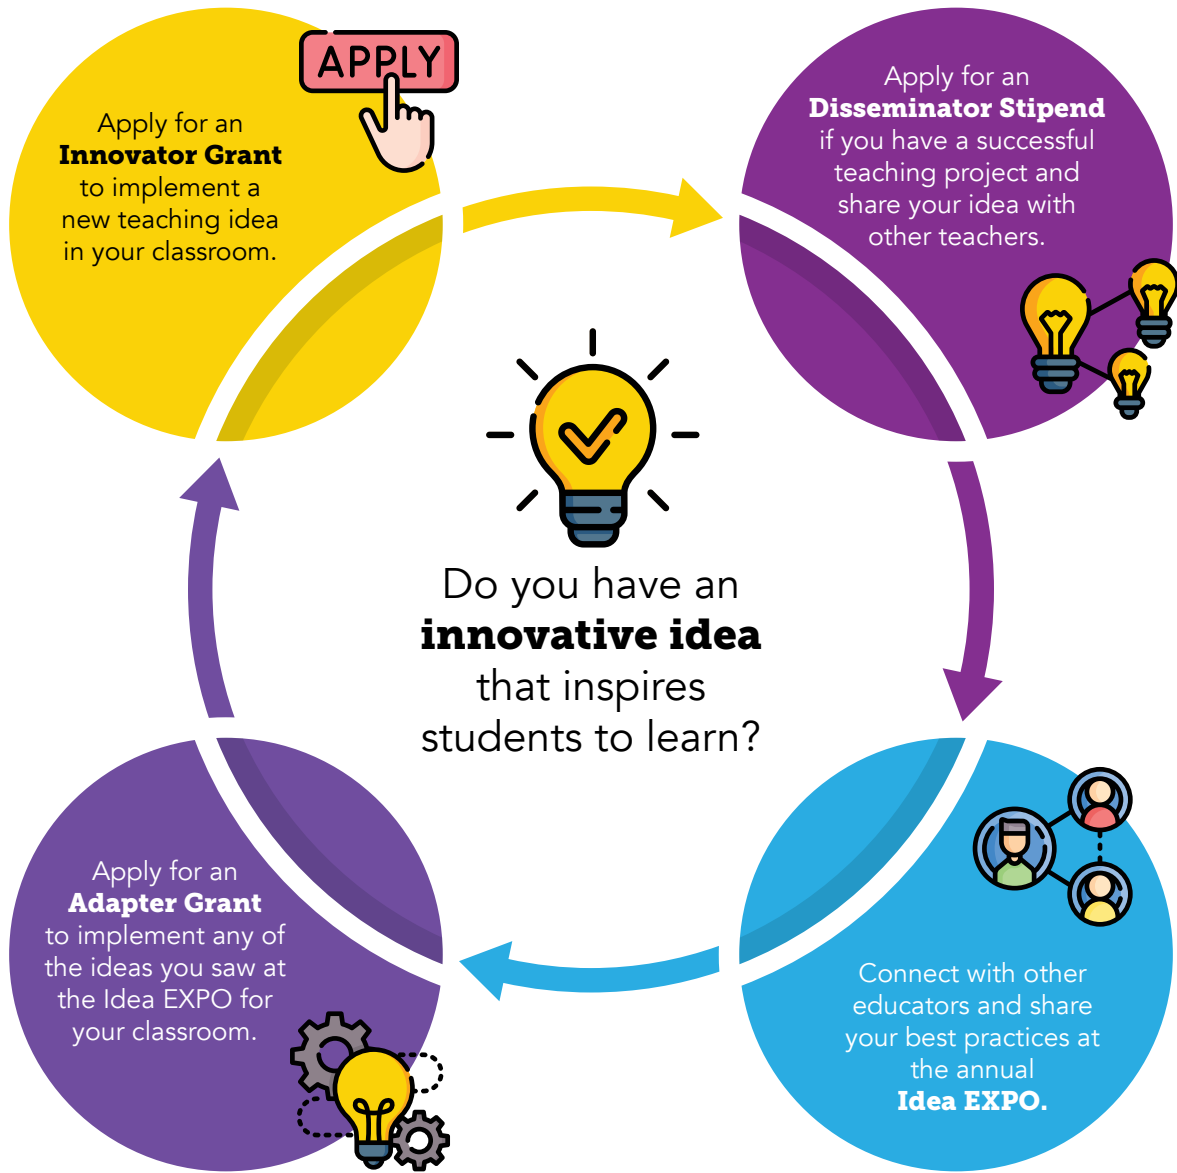 APPLY
Apply for an
Innovator Grant
to implement a
new teaching idea
in your classroom.
Apply for an
Disseminator Stipend
if you have a successful
teaching project and
share your idea with
other teachers.
Do you have an
innovative idea
that inspires
students to learn?
Connect with other
educators and share
your best practices at
the annual
Idea EXPO.
Apply for an
Adapter Grant
to implement any of
the ideas you saw at
the Idea EXPO for
your classroom.